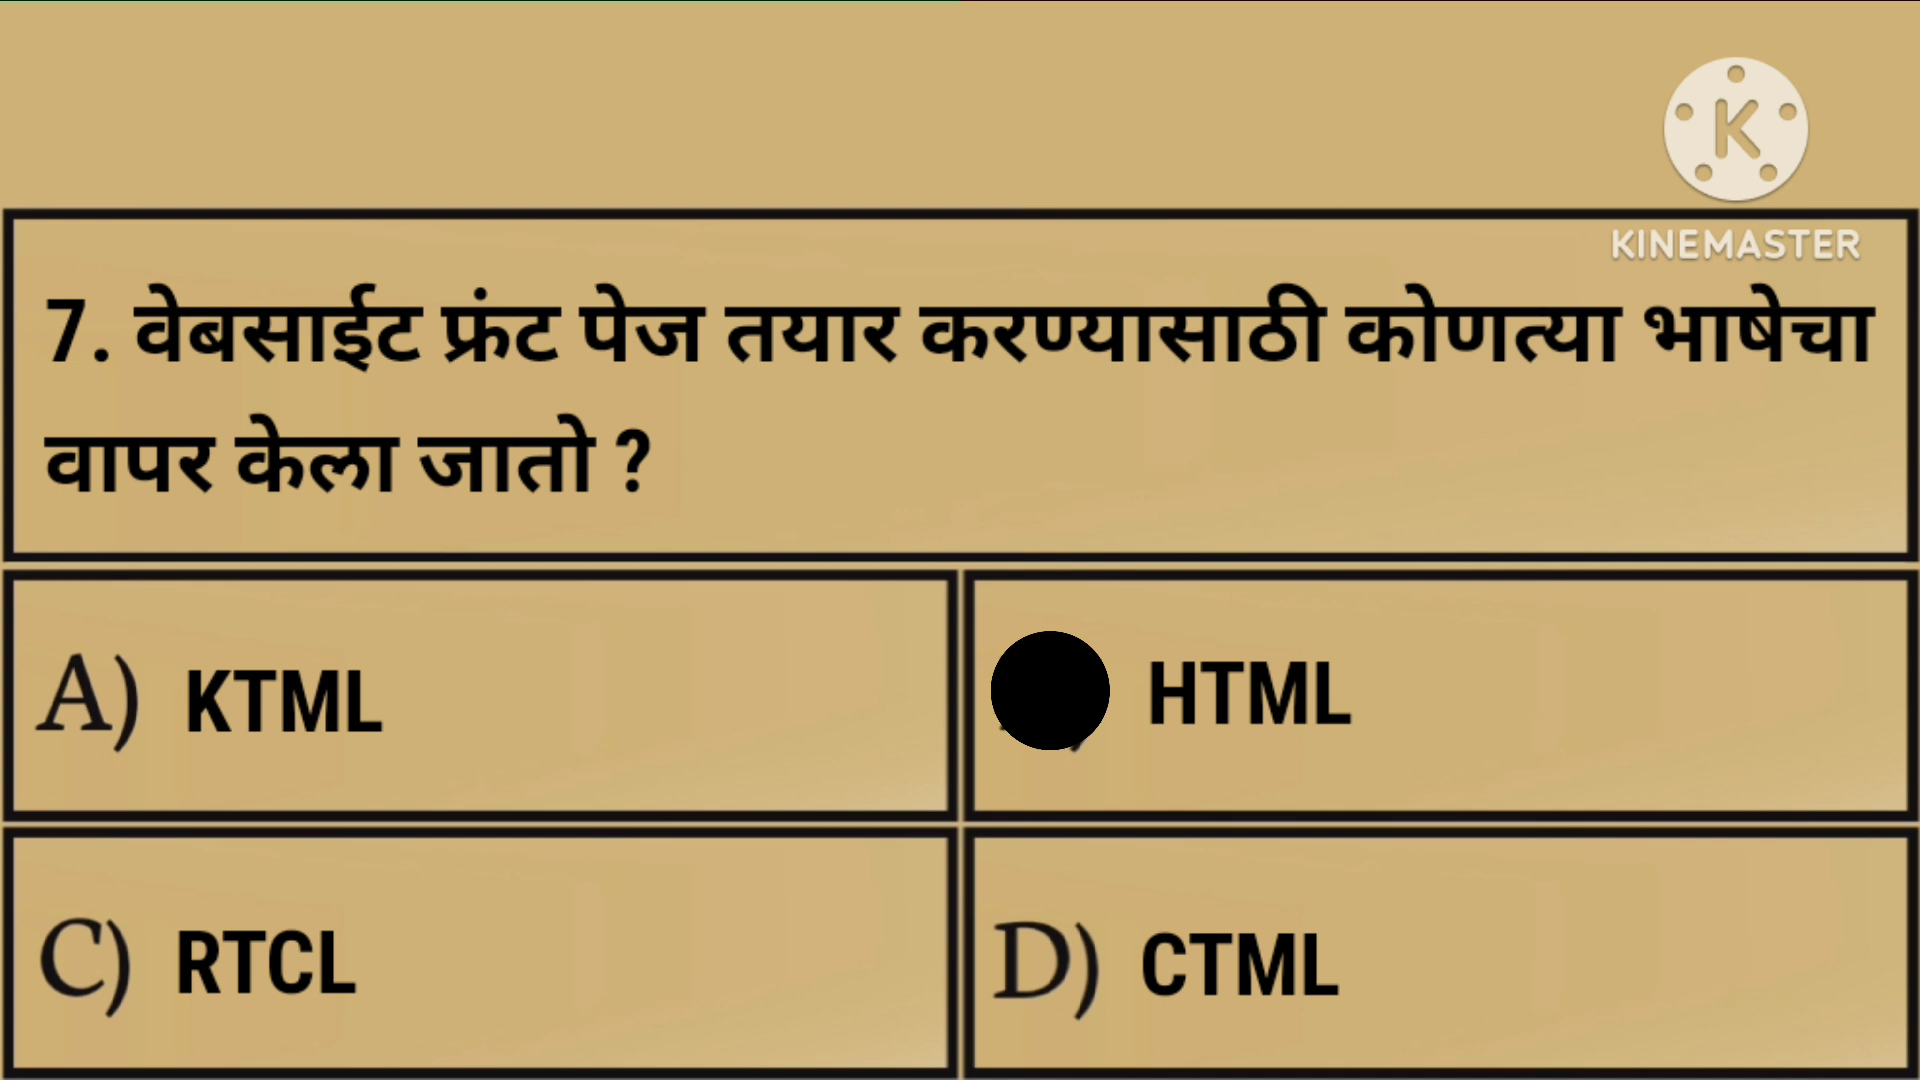 K
KINEMASTER
7. वेबसाईट फ्रंट पेज तयार करण्यासाठी कोणत्या भाषेचा
वापर केला जातो ?
A) KTML
HTML
C) RTCL
D) CTML